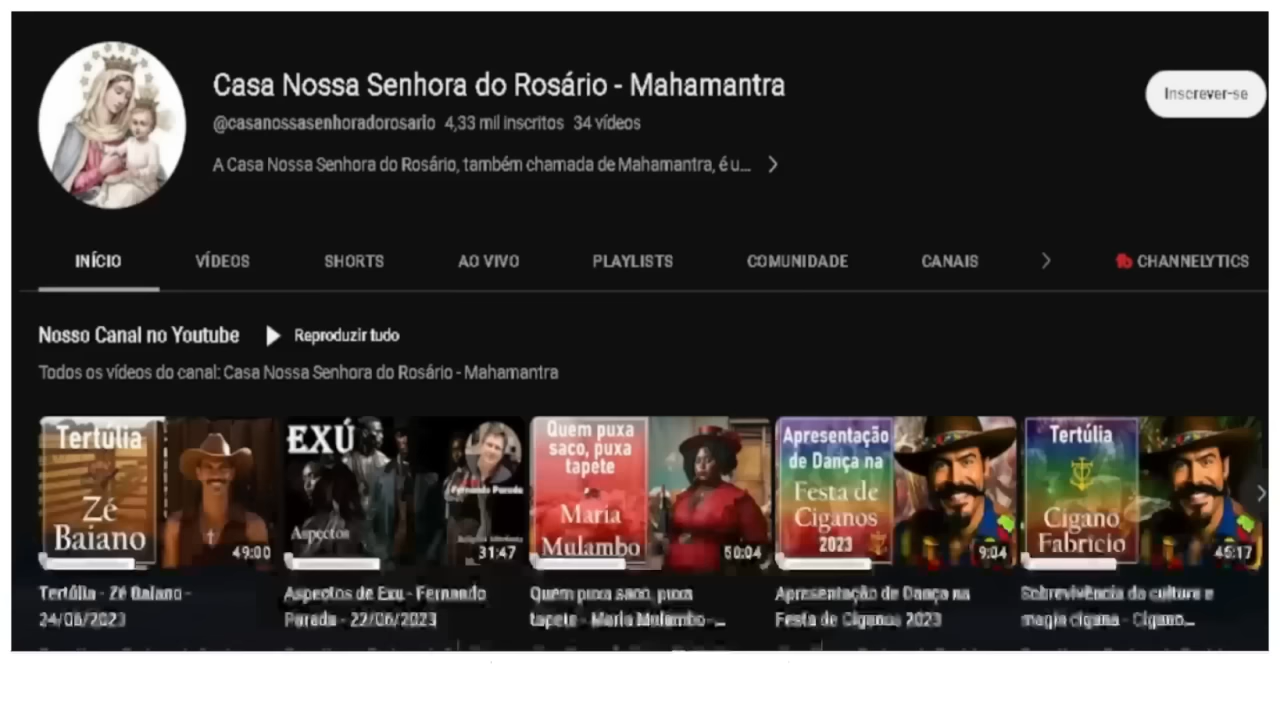 Casa Nossa Senhora do Rosário - Mahamantra
Inscrever-se
@casanossasenhoradorosario 4,33 mil inscritos 34 vídeos
A Casa Nossa Senhora do Rosário, também chamada de Mahamantra, é u...
INÍCIO VÍDEOS SHORTS AO VIVO PLAYLISTS COMUNIDADE CANAIS CHANNELYTICS
Nosso Canal no Youtube Reproduzir tudo
Todos os vídeos do canal: Casa Nossa Senhora do Rosário - Mahamantra
Tertúlia
Zé
Baiano
49:00
EXÚ
Fernando Parada
Aspectos
31:47
Quem puxa
saco, puxa
tapete
Maria
Mulambo
50:04
Apresentação
de Dança na
Festa de
Ciganos
2023
9:04
Tertúlia
Cigano
Fabrício
45:17
Tertúlia - Zé Baiano -
24/06/2023
Aspectos de Exu - Fernando
Parada - 22/06/2023
Quem puxa saco, puxa
tapete - Maria Mulambo -...
Apresentação de Dança na
Festa de Ciganos 2023
Sobrevivência da cultura e
magia cigana - Cigano...